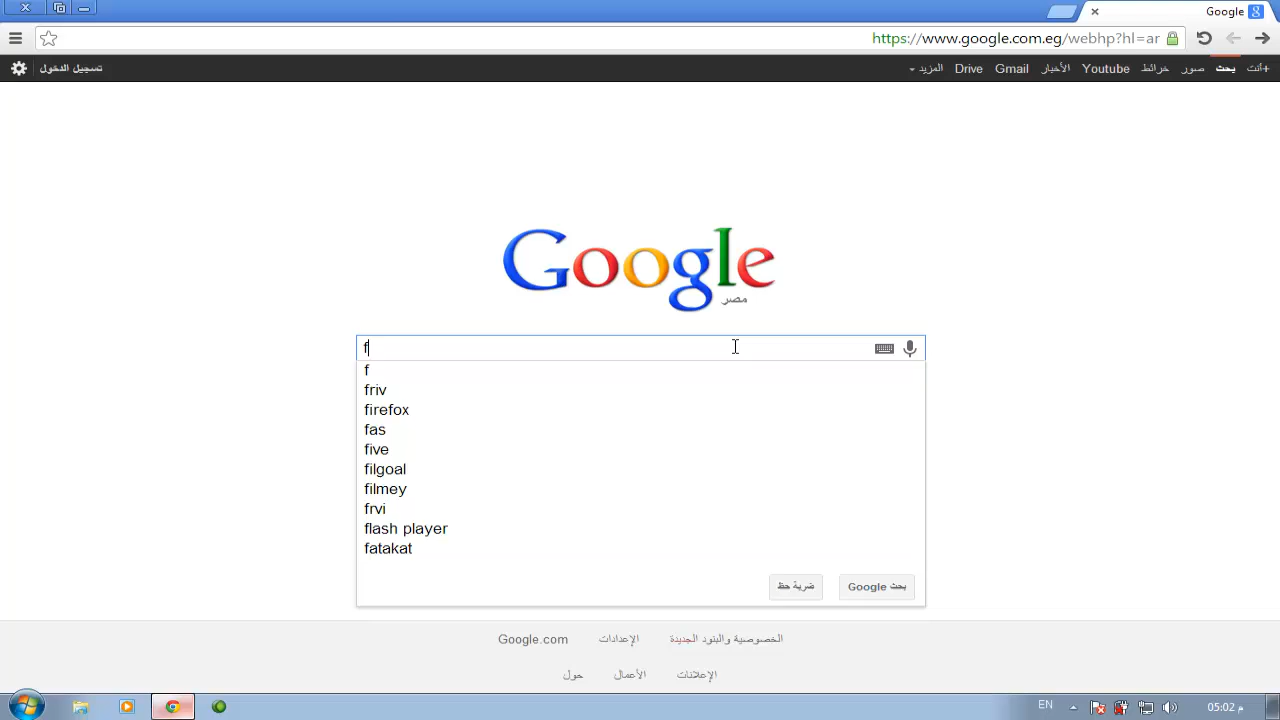 Google
https://www.google.com.eg/webhp?hl=ar
+أنت بحث صور خرائط Youtube الأخبار Gmail Drive المزيد
تسجيل الدخول
Google
مصر
f
f
friv
firefox
fas
five
filgoal
filmey
frvi
flash player
fatakat
بحث Google ضربة حظ
الخصوصية والبنود الجديدة الإعدادات Google.com
الإعلانات الأعمال حول
EN 05:02 م